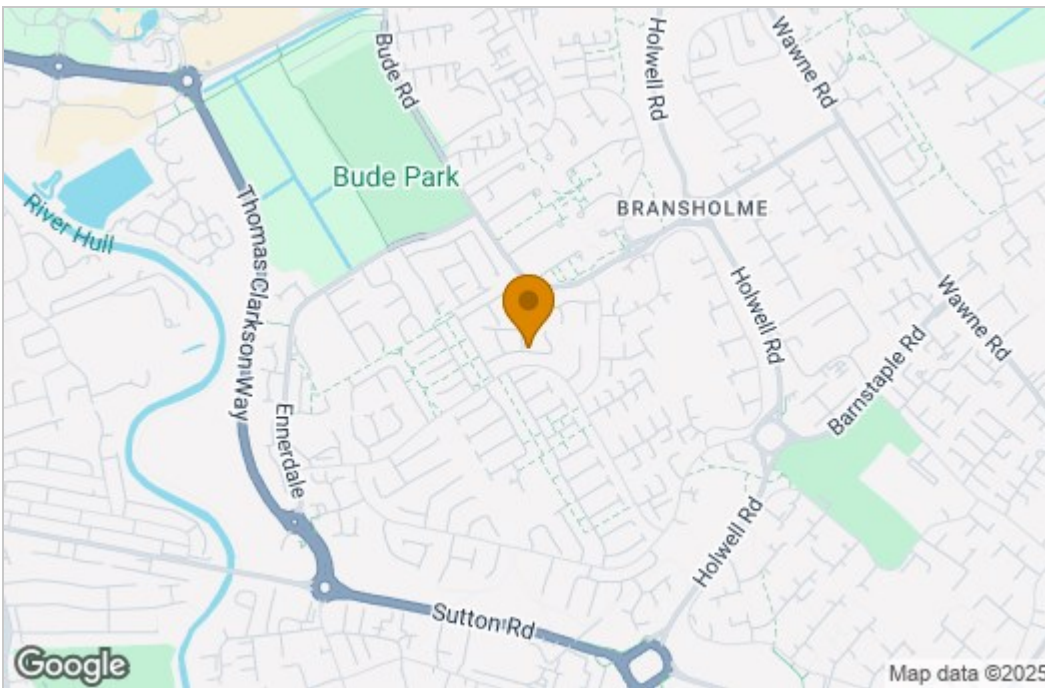 Bude Rd
Holwell Rd
Wawne Rd
Bude Park
BRANSHOLME
River Hull
Thomas Clarkson Way
Holwell Rd
Wawne Rd
Barnstaple Rd
Ennerdale
Holwell Rd
Sutton Rd
Google
Map data ©2025